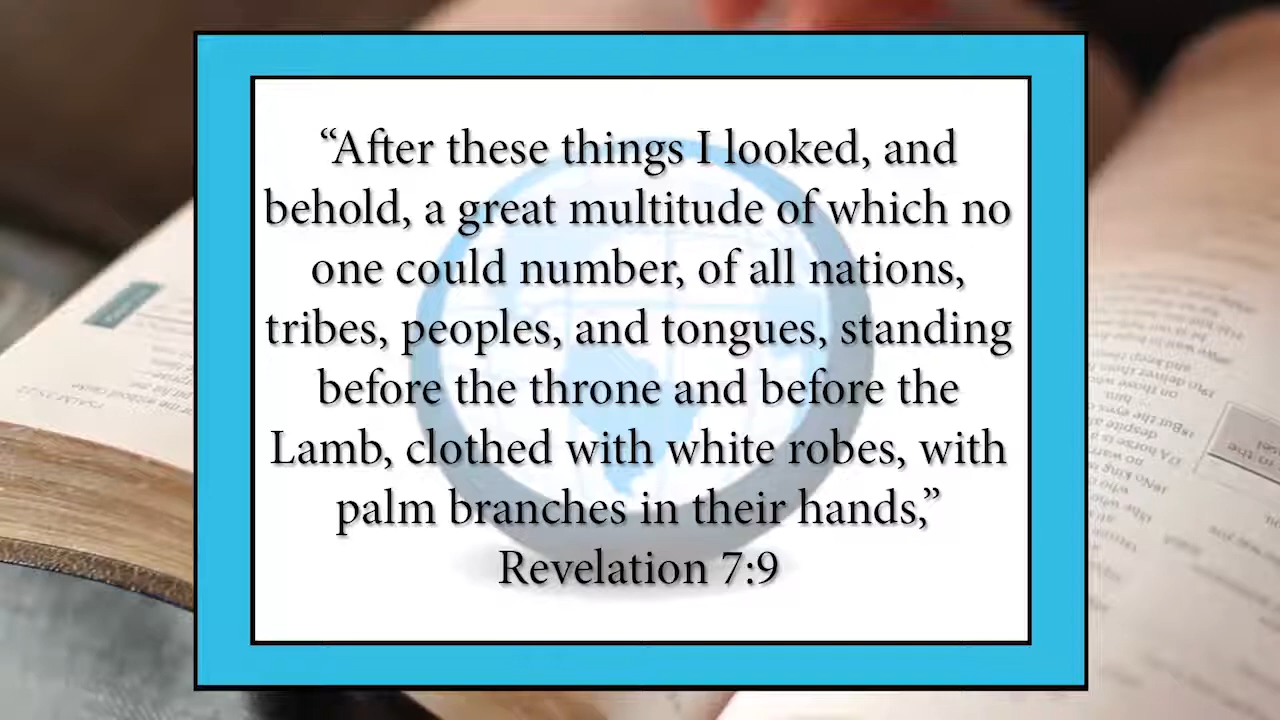 “After these things I looked, and
behold, a great multitude of which no
one could number, of all nations,
tribes, peoples, and tongues, standing
before the throne and before the
Lamb, clothed with white robes, with
palm branches in their hands,”
Revelation 7:9